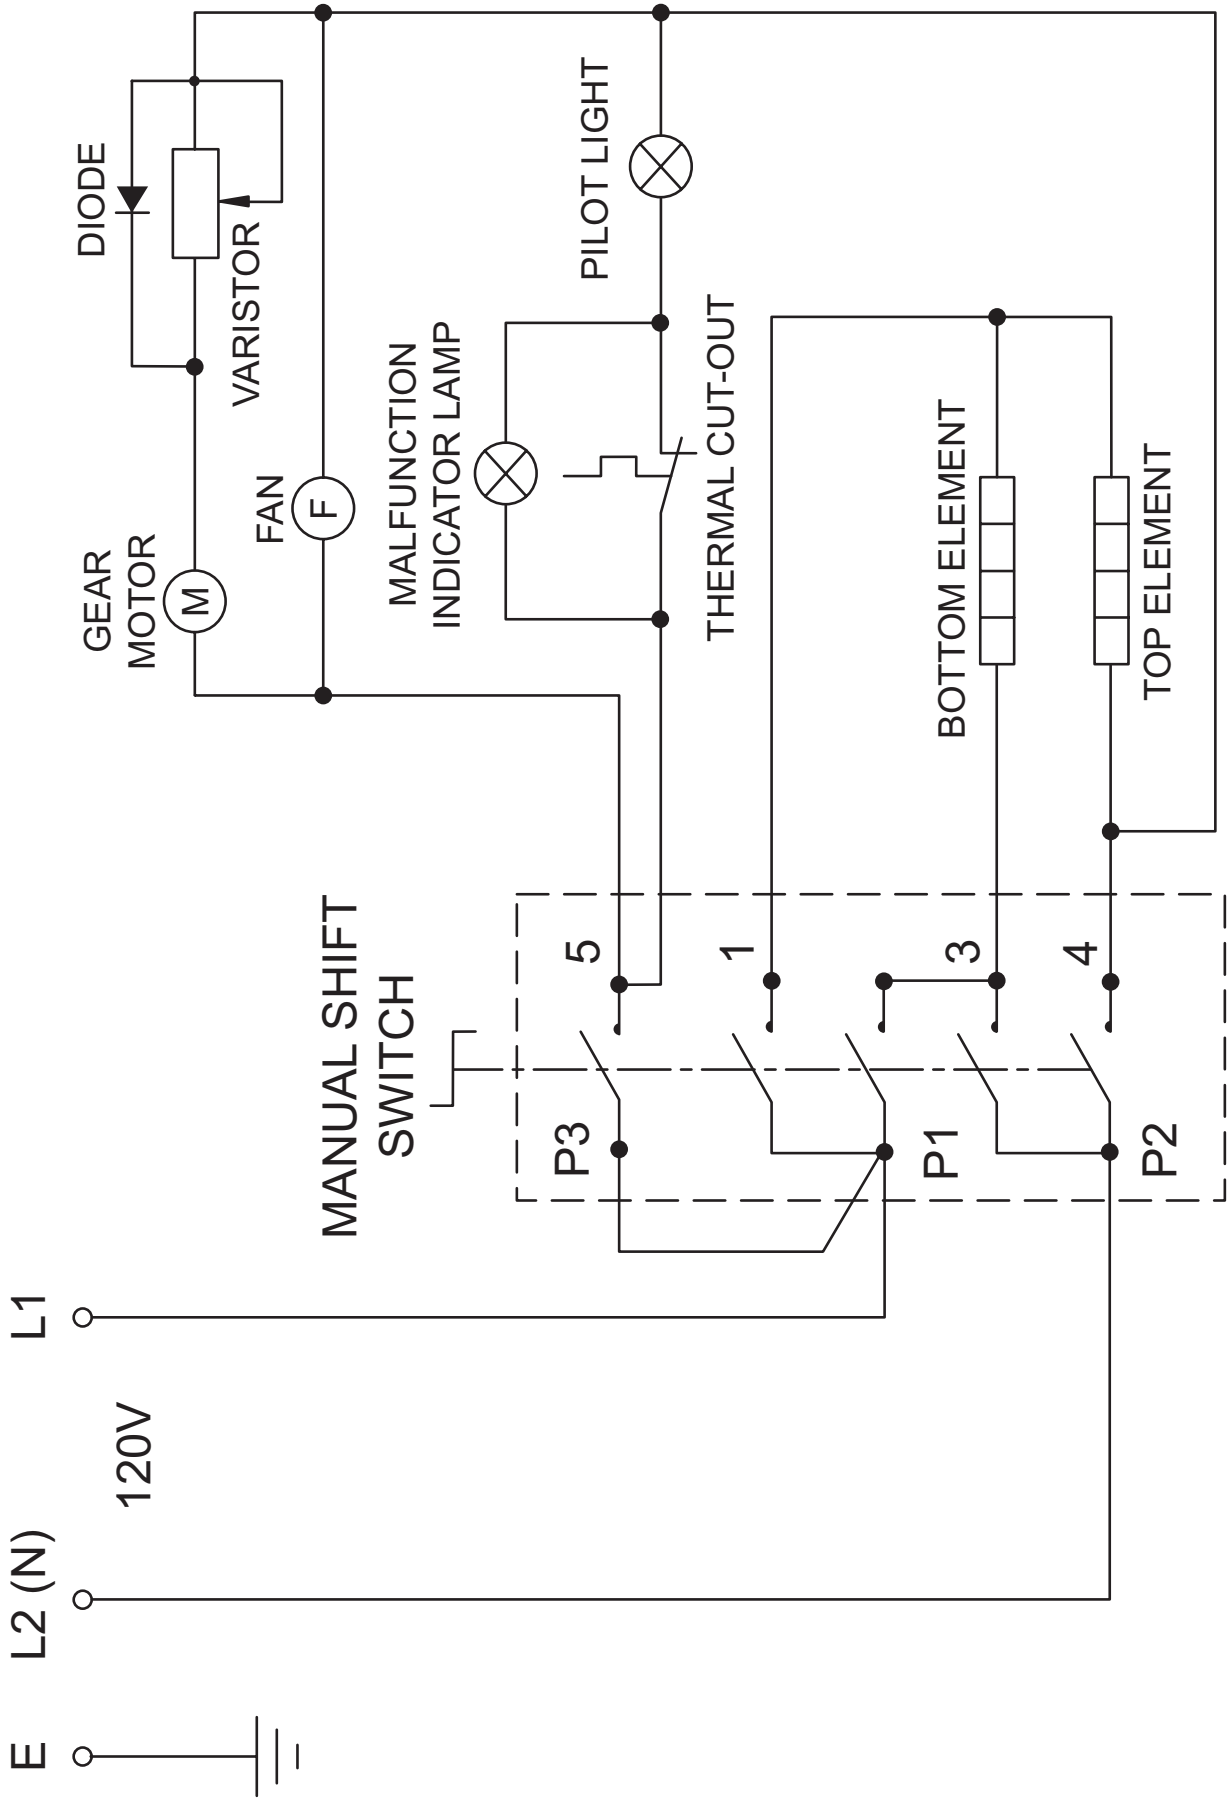 E
L2 (N)
120V
L1
MANUAL SHIFT
SWITCH
P3
P1
P2
5
1
3
4
GEAR
MOTOR
M
FAN
F
DIODE
VARISTOR
MALFUNCTION
INDICATOR LAMP
PILOT LIGHT
THERMAL CUT-OUT
BOTTOM ELEMENT
TOP ELEMENT